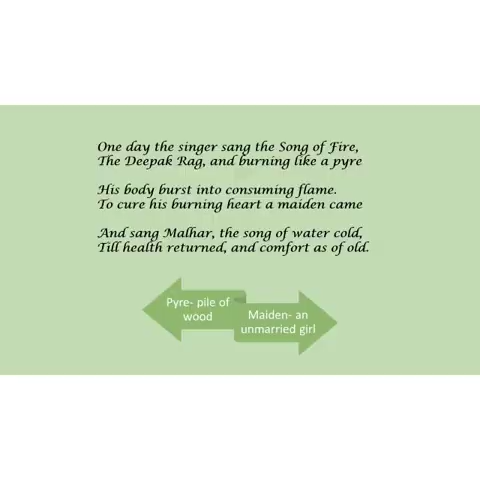 One day the singer sang the Song of Fire,
The Deepak Rag, and burning like a pyre
His body burst into consuming flame.
To cure his burning heart a maiden came
And sang Malhar, the song of water cold,
Till health returned, and comfort as of old.
Pyre- pile of
wood
Maiden- an
unmarried girl